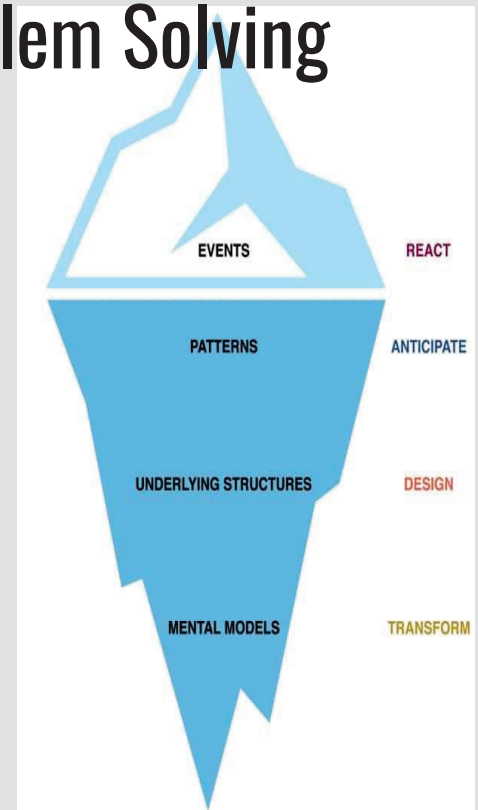 lem Solving
EVENTS REACT
PATTERNS ANTICIPATE
UNDERLYING STRUCTURES DESIGN
MENTAL MODELS TRANSFORM